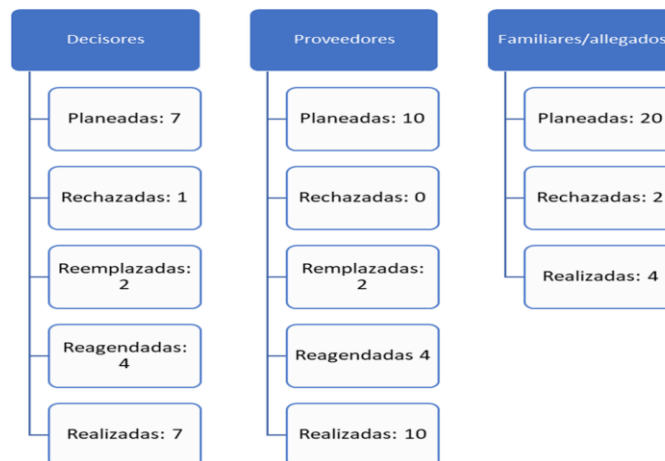 Decisores
Planeadas: 7
Rechazadas: 1
Reemplazadas:
2
Reagendadas:
4
Realizadas: 7
Proveedores
Planeadas: 10
Rechazadas: 0
Remplazadas:
2
Reagendadas 4
Realizadas: 10
Familiares/allegados
Planeadas: 20
Rechazadas: 2
Realizadas: 4